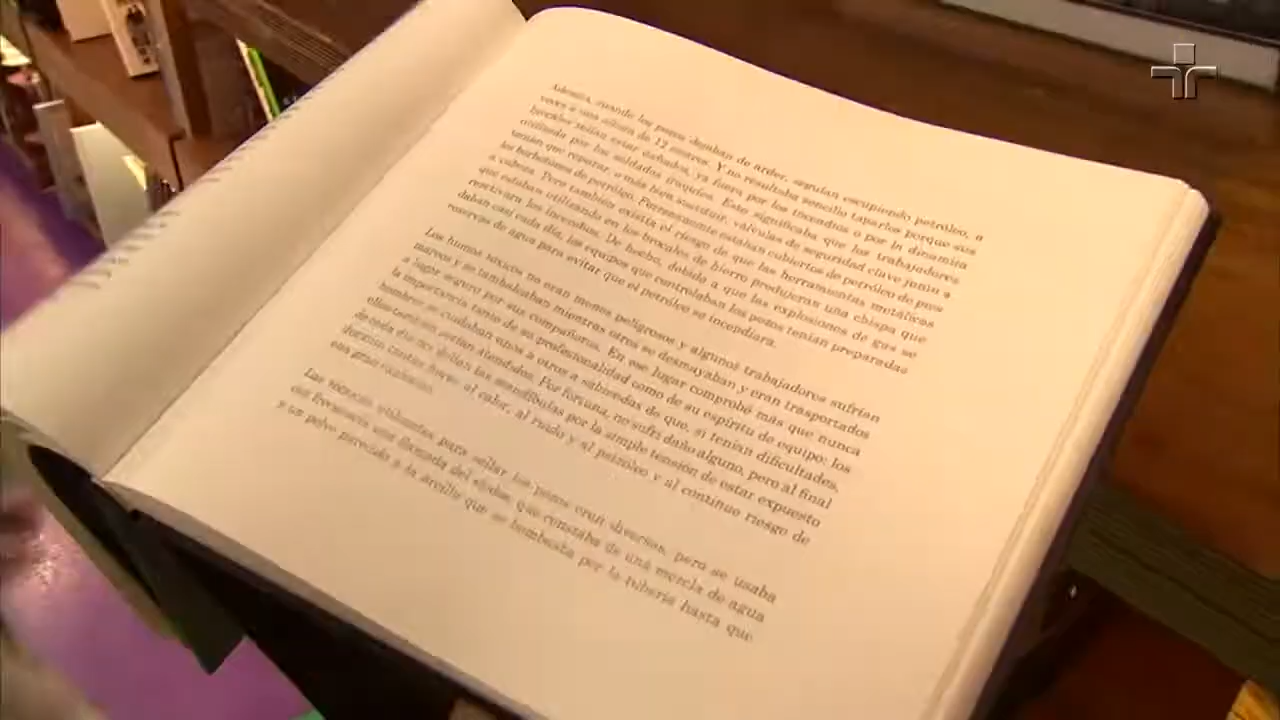 Además, cuando los pozos dejaban de arder, seguían escupiendo petróleo, a
veces a una altura de 12 metros. Y no resultaba sencillo taparlos porque sus
brocales solían estar dañados, ya fuera por los incendios o por la dinamita
utilizada por los soldados iraquíes. Esto significaba que los trabajadores
tenían que reparar, o más bien sustituir, válvulas de seguridad clave junto a
los borbotones de petróleo. Permanentemente estaban cubiertos de petróleo de pies
a cabeza. Pero también existía el riesgo de que las herramientas metálicas
que estaban utilizando en los brocales de hierro produjeran una chispa que
reactivara los incendios. De hecho, debido a que las explosiones de gas se
daban casi cada día, los equipos que controlaban los pozos tenían preparadas
reservas de agua para evitar que el petróleo se incendiara.
Los humos tóxicos no eran menos peligrosos y algunos trabajadores sufrían
mareos y se tambaleaban mientras otros se desmayaban y eran trasportados
a lugar seguro por sus compañeros. En ese lugar comprobé más que nunca
la importancia tanto de su profesionalidad como de su espíritu de equipo: los
hombres se cuidaban unos a otros a sabiendas de que, si tenían dificultades,
ellos también serían atendidos. Por fortuna, no sufrí daño alguno, pero al final
de cada día me dolían las mandíbulas por la simple tensión de estar expuesto
durante tantas horas al calor, al ruido y al petróleo y al continuo riesgo de
una gran explosión.
Las técnicas utilizadas para sellar los pozos eran diversas, pero se usaba
con frecuencia una llamada del «lodo», que constaba de una mezcla de agua
y un polvo parecido a la arcilla que se bombeaba por la tubería hasta que